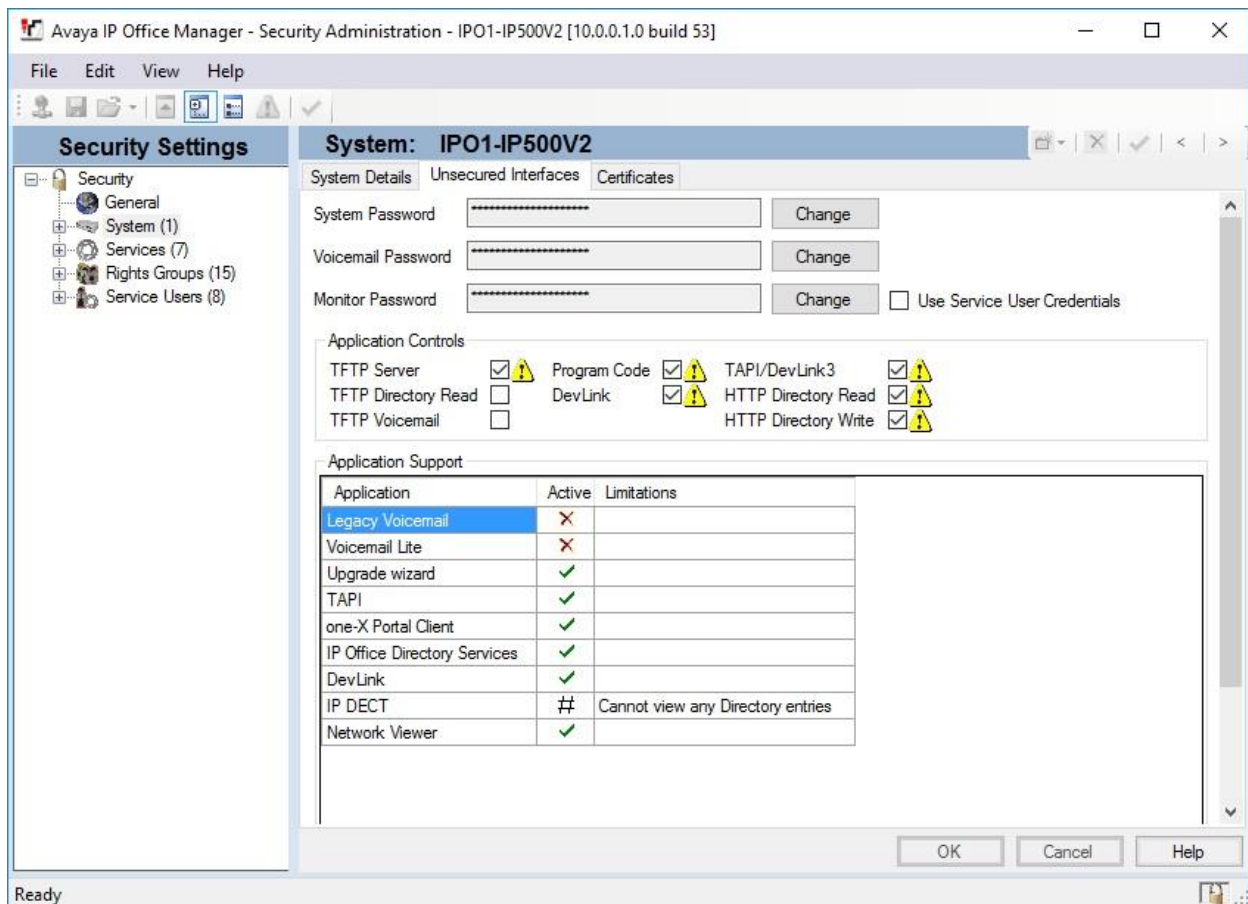 Avaya IP Office Manager - Security Administration - IPO1-IP500V2 [10.0.0.1.0 build 53]
File Edit View Help
Security Settings
Security
General
System (1)
Services (7)
Rights Groups (15)
Service Users (8)
System: IPO1-IP500V2
System Details Unsecured Interfaces Certificates
System Password ********************* Change
Voicemail Password ********************* Change
Monitor Password ********************* Change Use Service User Credentials
Application Controls
TFTP Server Program Code TAPI/DevLink3
TFTP Directory Read DevLink HTTP Directory Read
TFTP Voicemail HTTP Directory Write
Application Support
Application Active Limitations
Legacy Voicemail
Voicemail Lite
Upgrade wizard
TAPI
one-X Portal Client
IP Office Directory Services
DevLink
IP DECT # Cannot view any Directory entries
Network Viewer
OK Cancel Help
Ready